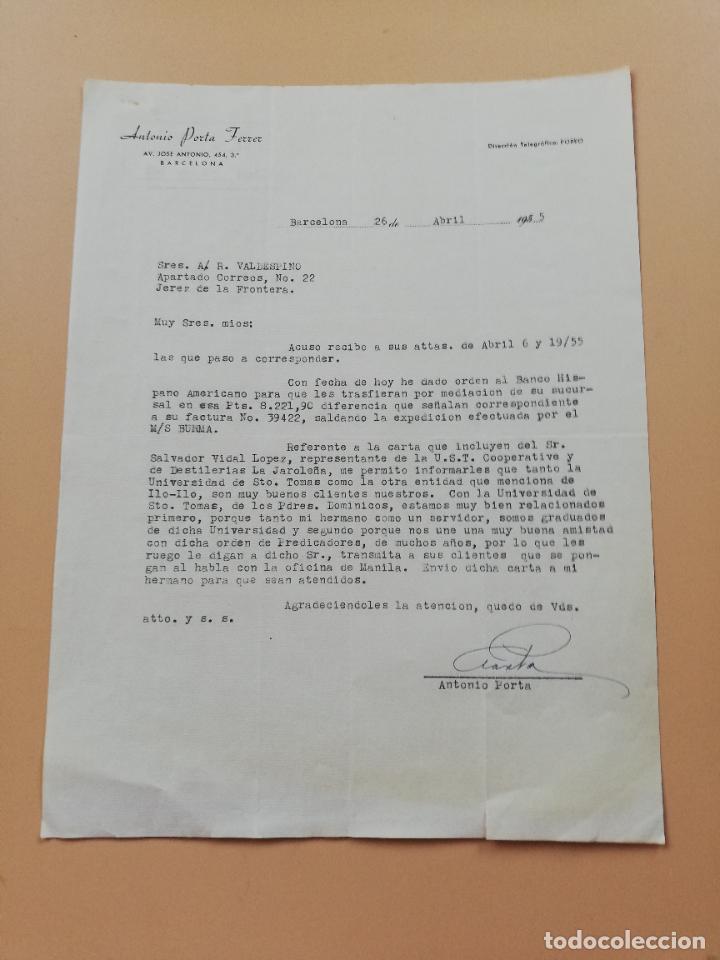 Antonio Porta Ferrer
AV. JOSE ANTONIO, 454, 3.º
BARCELONA
Dirección Telegráfica:
Barcelona 26 de Abril 1955
Sres. A/ R. VALDESPINO
Apartado Correos, No. 22
Jerez de la Frontera.
Muy Sres. mios:
Acuso recibo a sus attas. de Abril 6 y 19/55
las que paso a corresponder.
Con fecha de hoy he dado orden al Banco His-
pano Americano para que les trasfieran por mediacion de su sucur-
sal en esa Pts. 8.221,90 diferencia que señalan correspondiente
a su factura No. 39422, saldando la expedicion efectuada por el
M/S BURMA.
Referente a la carta que incluyen del Sr.
Salvador Vidal Lopez, representante de la U.S.T. Cooperative y
de Destilerias La Jaroleña, me permito informarles que tanto la
Universidad de Sto. Tomas como la otra entidad que menciona de
Ilo-Ilo, son muy buenos clientes nuestros. Con la Universidad de
Sto. Tomas, de los Pdres. Dominicos, estamos muy bien relacionados
primero, porque tanto mi hermano como un servidor, somos graduados
de dicha Universidad y segundo porque nos une una muy buena amistad
con dicha orden de Predicadores, de muchos años, por lo que les
ruego le digan a dicho Sr., transmita a sus clientes que se pon-
gan al habla con la oficina de Manila. Envio dicha carta a mi
hermano para que sean atendidos.
Agradeciendoles la atencion, quedo de Vds.
atto. y s. s.
Antonio Porta
todocoleccion
todocoleccion.net